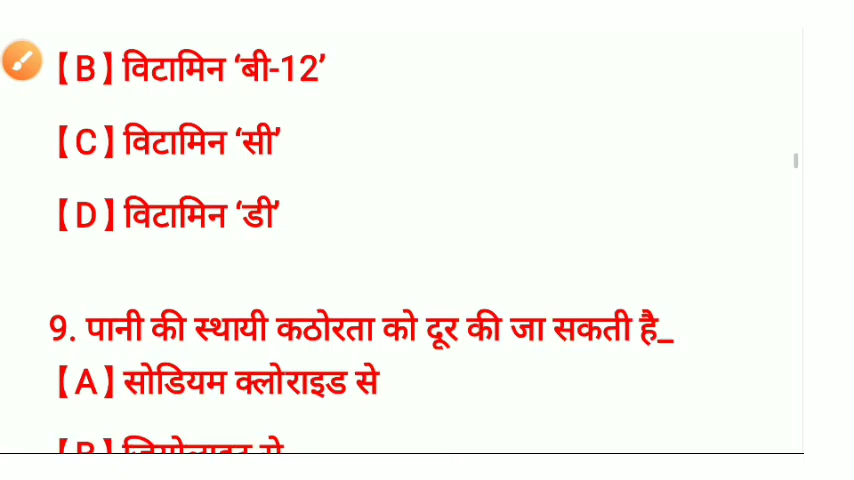 【B】विटामिन ‘बी-12’
【C】विटामिन ‘सी’
【D】विटामिन ‘डी’
9. पानी की स्थायी कठोरता को दूर की जा सकती है_
【A】सोडियम क्लोराइड से